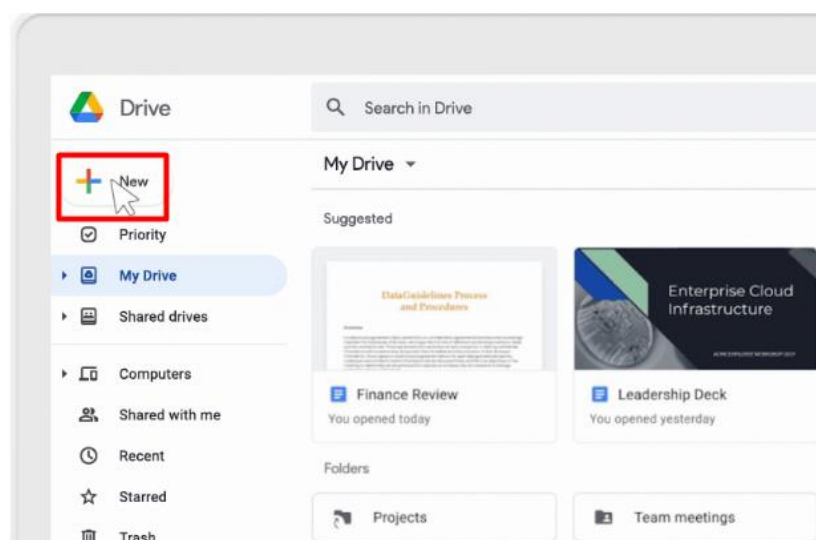 Drive
Search in Drive
New
My Drive
Priority
My Drive
Shared drives
Computers
Shared with me
Recent
Starred
Trash
Suggested
DataGuidelines Process
and Procedures
Finance Review
You opened today
Enterprise Cloud
Infrastructure
Leadership Deck
You opened yesterday
Folders
Projects
Team meetings